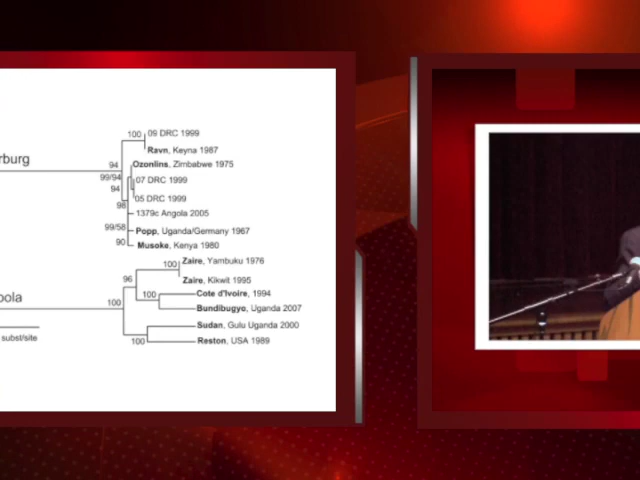 100 09 DRC 1999
Ravn, Keyna 1987
rburg
94
Ozonlins, Zimbabwe 1975
99/94
07 DRC 1999
94
05 DRC 1999
98
1379c Angola 2005
99/58
Popp, Uganda/Germany 1967
90
Musoke, Kenya 1980
100 Zaire, Yambuku 1976
96
Zaire, Kikwit 1995
bola
100
Cote d'Ivoire, 1994
100
Bundibugyo, Uganda 2007
Sudan, Gulu Uganda 2000
subst/site
100
Reston, USA 1989